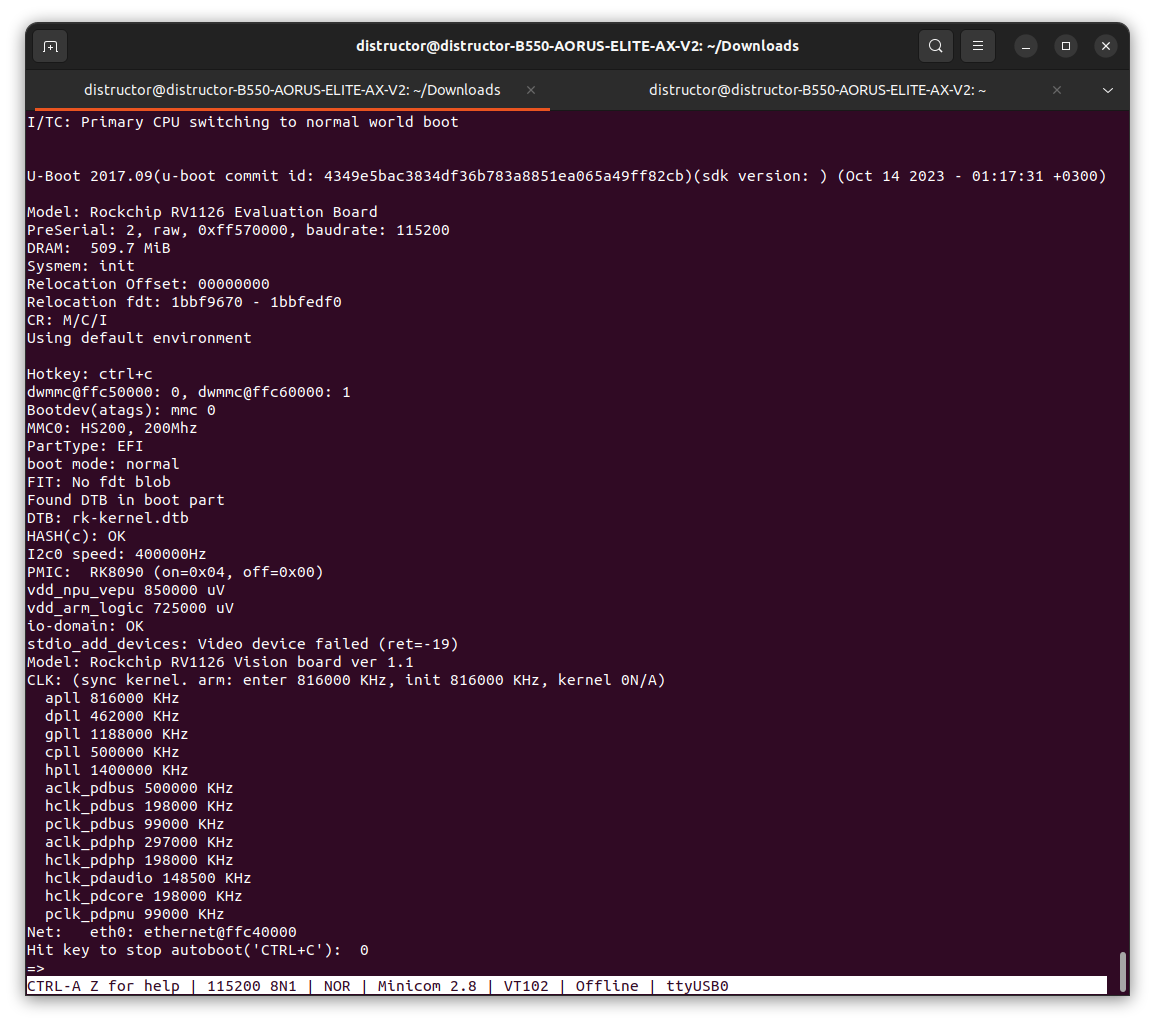 distructor@distructor-B550-AORUS-ELITE-AX-V2: ~/Downloads
distructor@distructor-B550-AORUS-ELITE-AX-V2: ~/Downloads × distructor@distructor-B550-AORUS-ELITE-AX-V2: ~ ×
I/TC: Primary CPU switching to normal world boot
U-Boot 2017.09(u-boot commit id: 4349e5bac3834df36b783a8851ea065a49ff82cb)(sdk version: ) (Oct 14 2023 - 01:17:31 +0300)
Model: Rockchip RV1126 Evaluation Board
PreSerial: 2, raw, 0xff570000, baudrate: 115200
DRAM:  509.7 MiB
Sysmem: init
Relocation Offset: 00000000
Relocation fdt: 1bbf9670 - 1bbfedf0
CR: M/C/I
Using default environment
Hotkey: ctrl+c
dwmmc@ffc50000: 0, dwmmc@ffc60000: 1
Bootdev(atags): mmc 0
MMC0: HS200, 200Mhz
PartType: EFI
boot mode: normal
FIT: No fdt blob
Found DTB in boot part
DTB: rk-kernel.dtb
HASH(c): OK
I2c0 speed: 400000Hz
PMIC:  RK8090 (on=0x04, off=0x00)
vdd_npu_vepu 850000 uV
vdd_arm_logic 725000 uV
io-domain: OK
stdio_add_devices: Video device failed (ret=-19)
Model: Rockchip RV1126 Vision board ver 1.1
CLK: (sync kernel. arm: enter 816000 KHz, init 816000 KHz, kernel 0N/A)
  apll 816000 KHz
  dpll 462000 KHz
  gpll 1188000 KHz
  cpll 500000 KHz
  hpll 1400000 KHz
  aclk_pdbus 500000 KHz
  hclk_pdbus 198000 KHz
  pclk_pdbus 99000 KHz
  aclk_pdphp 297000 KHz
  hclk_pdphp 198000 KHz
  hclk_pdaudio 148500 KHz
  hclk_pdcore 198000 KHz
  pclk_pdpmu 99000 KHz
Net:   eth0: ethernet@ffc40000
Hit key to stop autoboot('CTRL+C'):  0
=>
CTRL-A Z for help | 115200 8N1 | NOR | Minicom 2.8 | VT102 | Offline | ttyUSB0